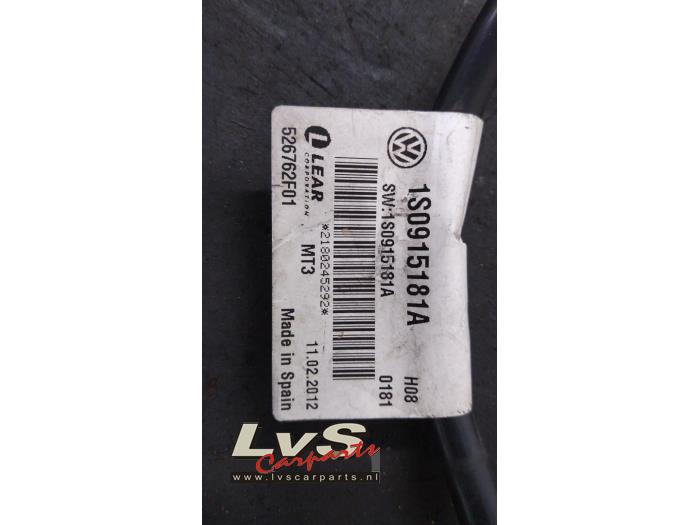 VW
1S0915181A
H08
SW:1S0915181A
0181
*2180245292*
LEAR
CORPORATION
MT3
11.02.2012
526762F01
Made in Spain
LvS
Carparts
www.lvscarparts.nl